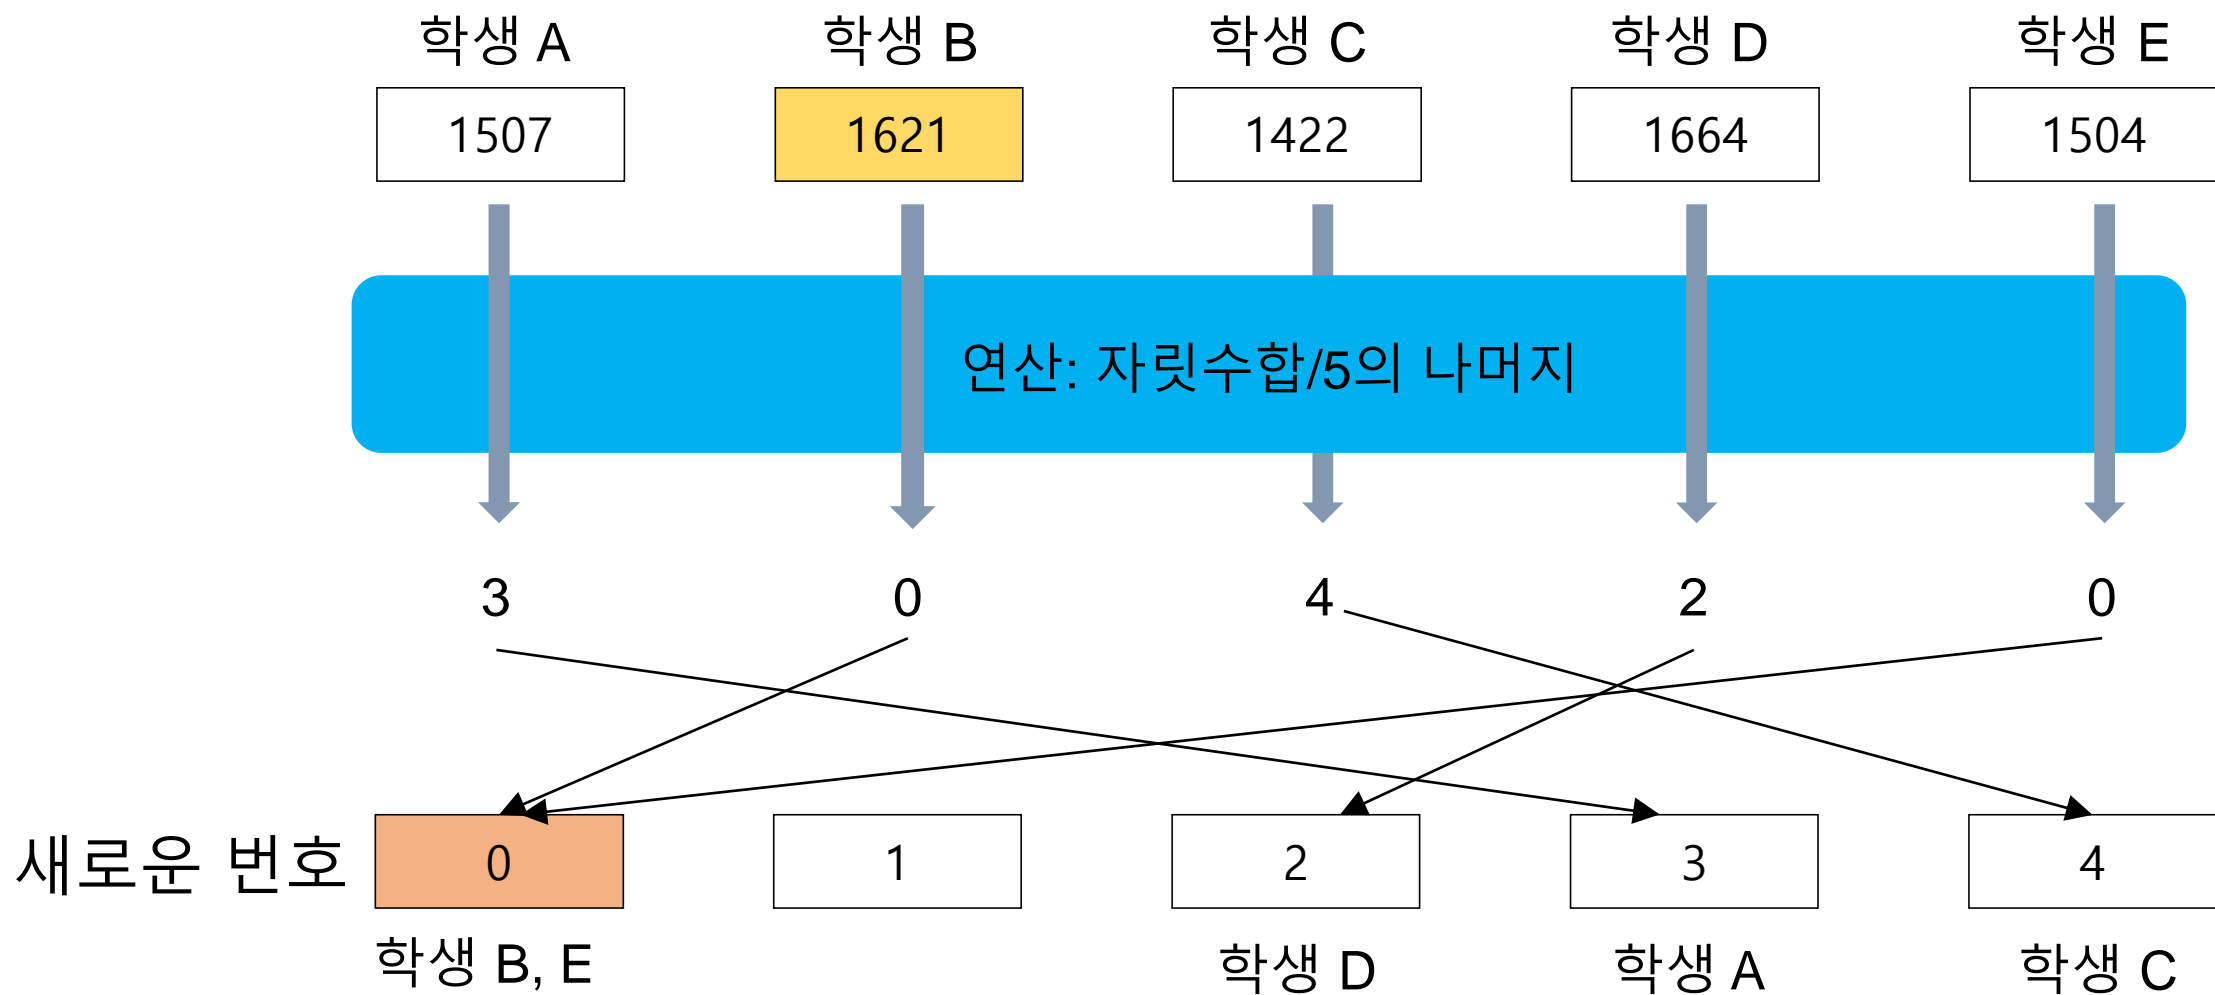 학생 A 학생 B 학생 C 학생 D 학생 E
1507 1621 1422 1664 1504
연산: 자릿수합/5의 나머지
3 0 4 2 0
새로운 번호 0 1 2 3 4
학생 B, E 학생 D 학생 A 학생 C